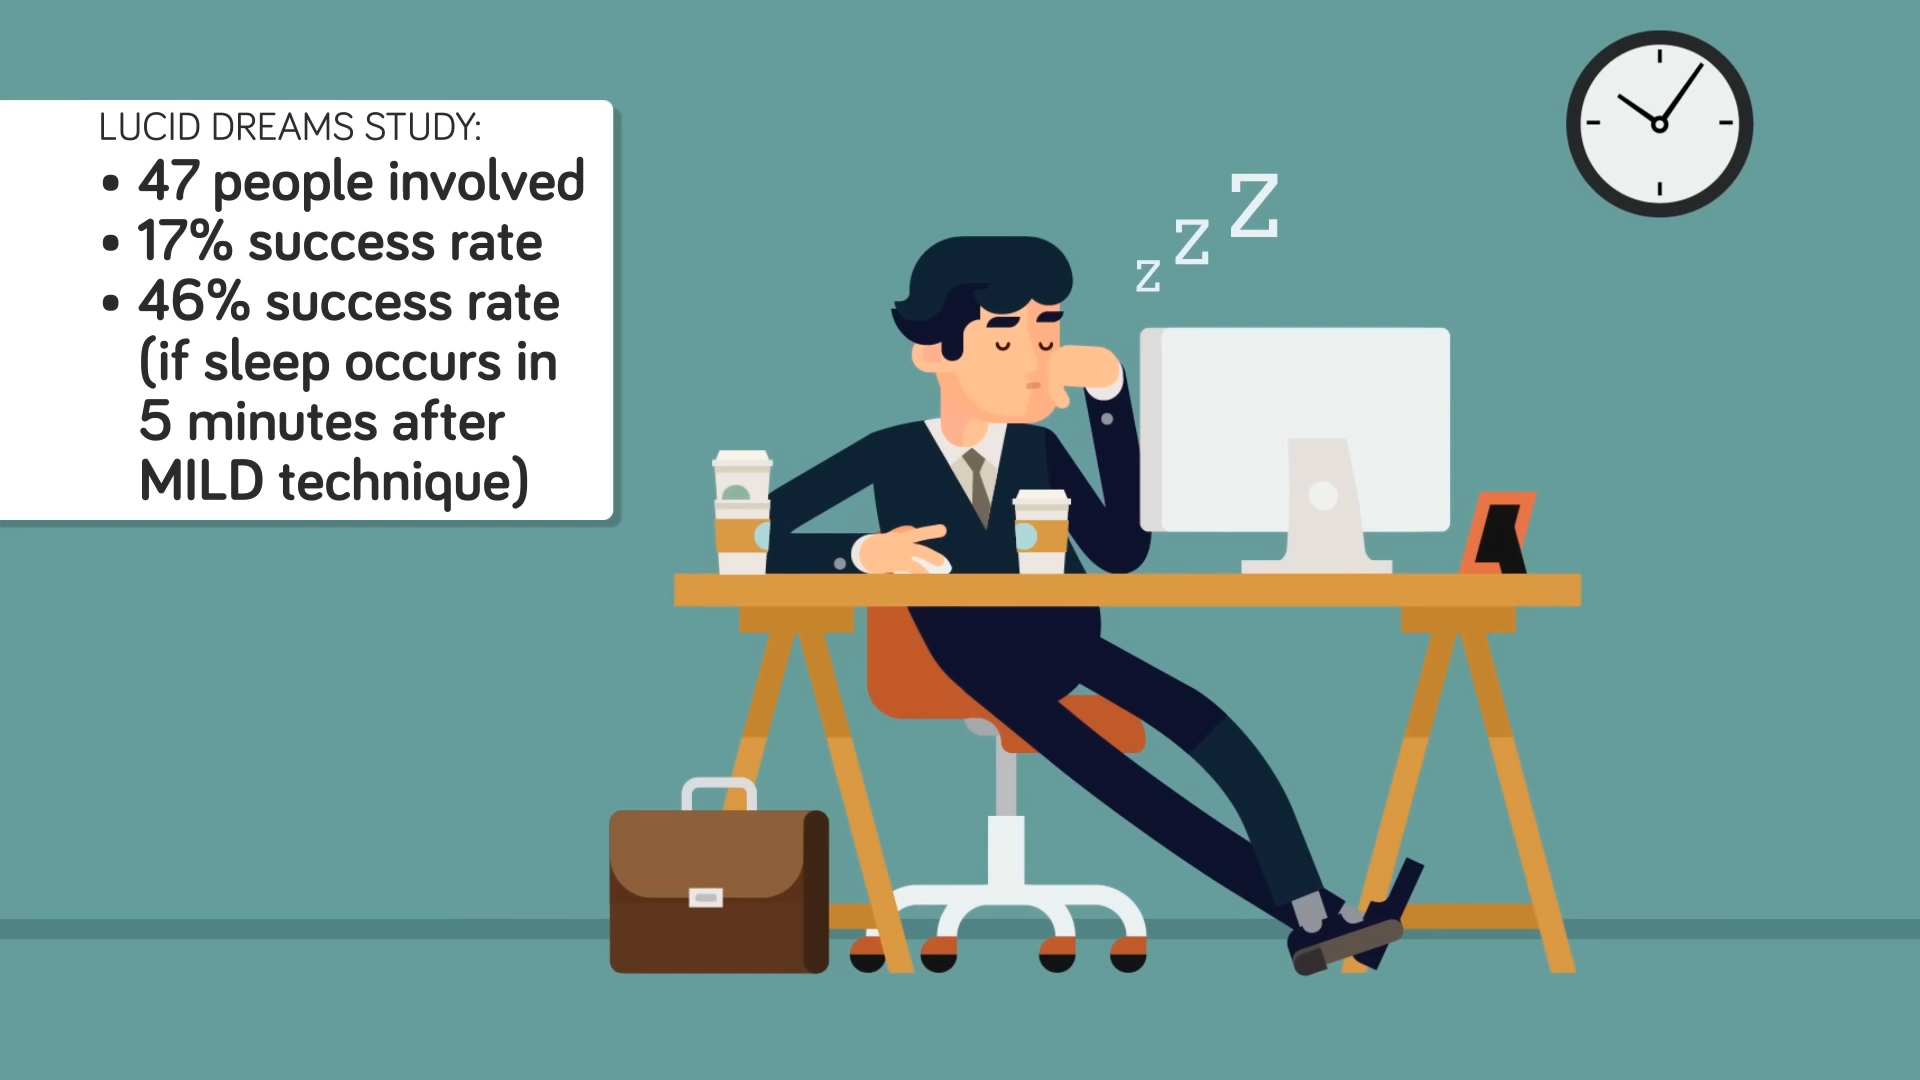 LUCID DREAMS STUDY:
• 47 people involved
• 17% success rate
• 46% success rate
(if sleep occurs in
5 minutes after
MILD technique)
z z z